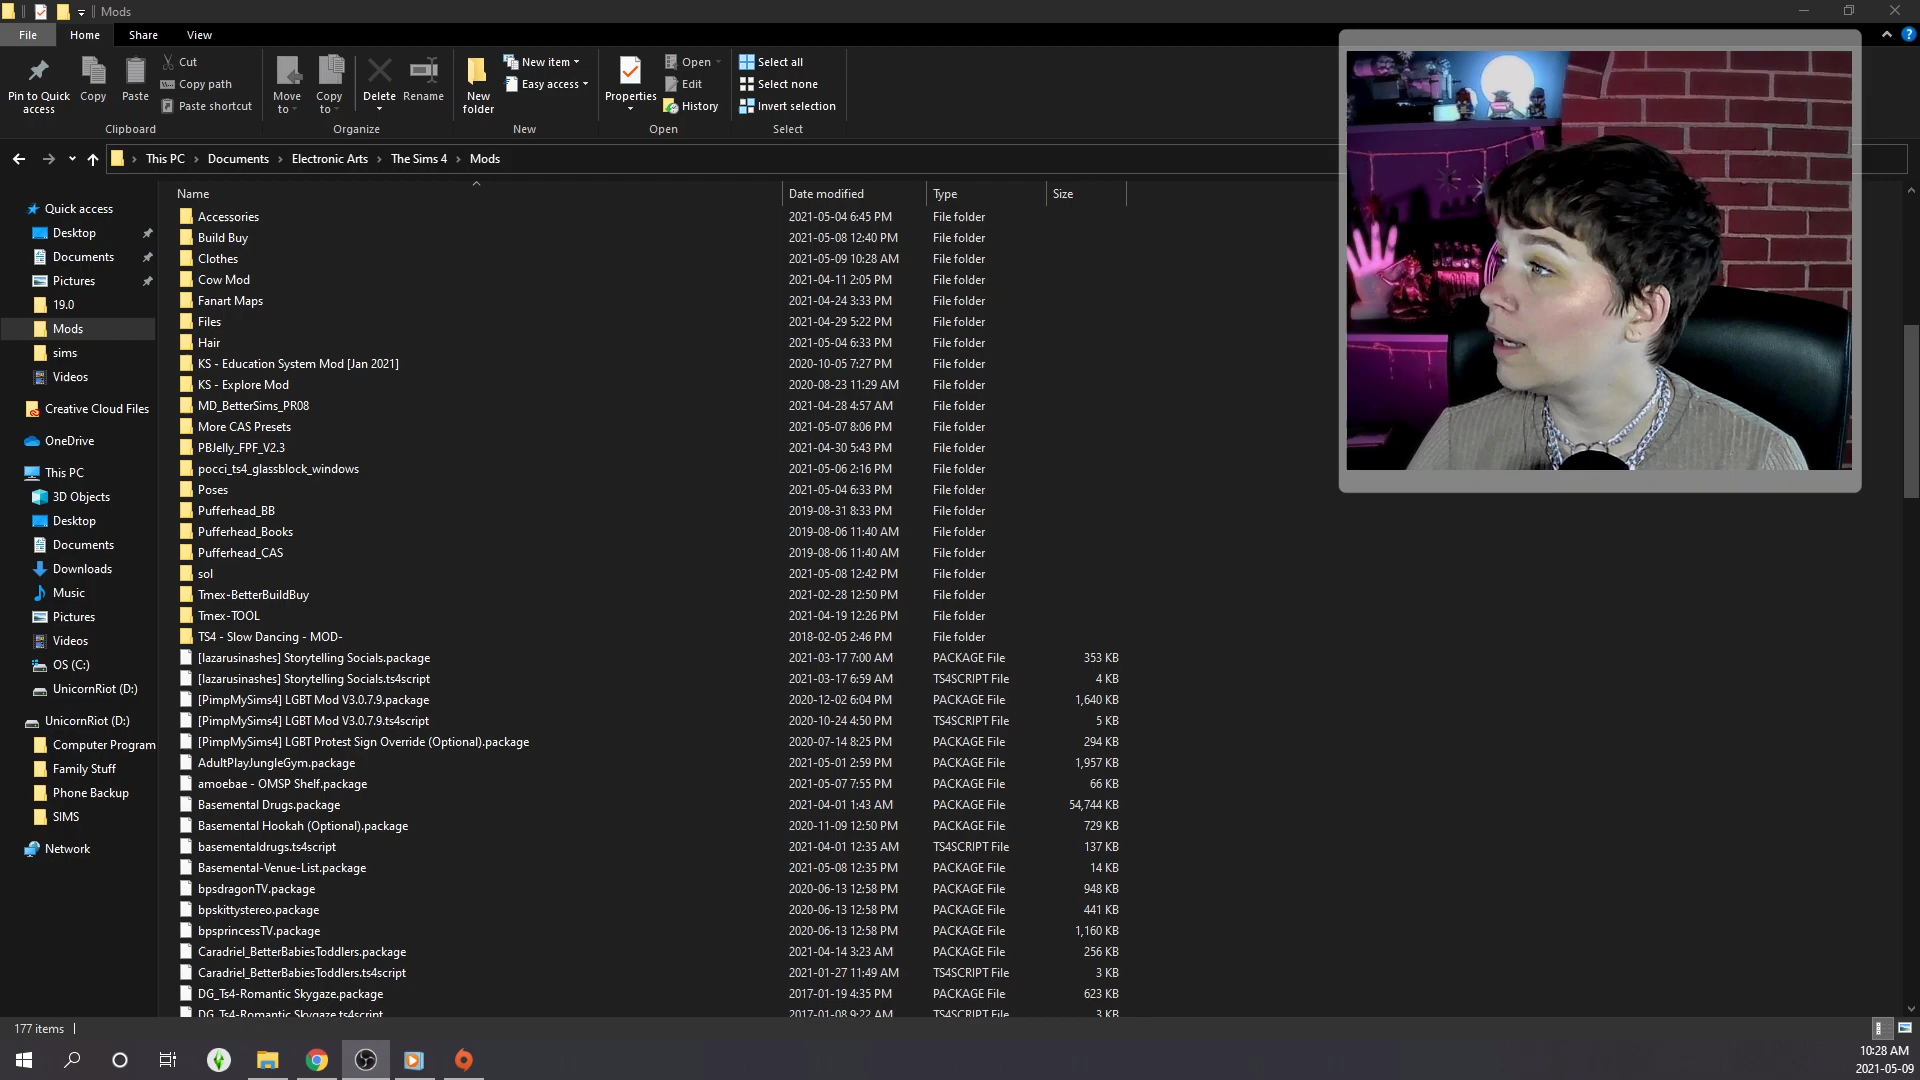 Mods
File Home Share View
Pin to Quick access
Copy
Paste
Cut
Copy path
Paste shortcut
Clipboard
Move to
Copy to
Delete
Rename
Organize
New folder
New item
Easy access
New
Properties
Open
Edit
History
Open
Select all
Select none
Invert selection
Select
This PC > Documents > Electronic Arts > The Sims 4 > Mods
Quick access
Desktop
Documents
Pictures
19.0
Mods
sims
Videos
Creative Cloud Files
OneDrive
This PC
3D Objects
Desktop
Documents
Downloads
Music
Pictures
Videos
OS (C:)
UnicornRiot (D:)
UnicornRiot (D:)
Computer Program
Family Stuff
Phone Backup
SIMS
Network
Name Date modified Type Size
Accessories 2021-05-04 6:45 PM File folder
Build Buy 2021-05-08 12:40 PM File folder
Clothes 2021-05-09 10:28 AM File folder
Cow Mod 2021-04-11 2:05 PM File folder
Fanart Maps 2021-04-24 3:33 PM File folder
Files 2021-04-29 5:22 PM File folder
Hair 2021-05-04 6:33 PM File folder
KS - Education System Mod [Jan 2021] 2020-10-05 7:27 PM File folder
KS - Explore Mod 2020-08-23 11:29 AM File folder
MD_BetterSims_PR08 2021-04-28 4:57 AM File folder
More CAS Presets 2021-05-07 8:06 PM File folder
PBJelly_FPF_V2.3 2021-04-30 5:43 PM File folder
pocci_ts4_glassblock_windows 2021-05-06 2:16 PM File folder
Poses 2021-05-04 6:33 PM File folder
Pufferhead_BB 2019-08-31 8:33 PM File folder
Pufferhead_Books 2019-08-06 11:40 AM File folder
Pufferhead_CAS 2019-08-06 11:40 AM File folder
sol 2021-05-08 12:42 PM File folder
Tmex-BetterBuildBuy 2021-02-28 12:50 PM File folder
Tmex-TOOL 2021-04-19 12:26 PM File folder
TS4 - Slow Dancing - MOD- 2018-02-05 2:46 PM File folder
[lazarusinashes] Storytelling Socials.package 2021-03-17 7:00 AM PACKAGE File 353 KB
[lazarusinashes] Storytelling Socials.ts4script 2021-03-17 6:59 AM TS4SCRIPT File 4 KB
[PimpMySims4] LGBT Mod V3.0.7.9.package 2020-12-02 6:04 PM PACKAGE File 1,640 KB
[PimpMySims4] LGBT Mod V3.0.7.9.ts4script 2020-10-24 4:50 PM TS4SCRIPT File 5 KB
[PimpMySims4] LGBT Protest Sign Override (Optional).package 2020-07-14 8:25 PM PACKAGE File 294 KB
AdultPlayJungleGym.package 2021-05-01 2:59 PM PACKAGE File 1,957 KB
amoebae - OMSP Shelf.package 2021-05-07 7:55 PM PACKAGE File 66 KB
Basemental Drugs.package 2021-04-01 1:43 AM PACKAGE File 54,744 KB
Basemental Hookah (Optional).package 2020-11-09 12:50 PM PACKAGE File 729 KB
basementaldrugs.ts4script 2021-04-01 12:35 AM TS4SCRIPT File 137 KB
Basemental-Venue-List.package 2021-05-08 12:35 PM PACKAGE File 14 KB
bpsdragonTV.package 2020-06-13 12:58 PM PACKAGE File 948 KB
bpskittystereo.package 2020-06-13 12:58 PM PACKAGE File 441 KB
bpsprincessTV.package 2020-06-13 12:58 PM PACKAGE File 1,160 KB
Caradriel_BetterBabiesToddlers.package 2021-04-14 3:23 AM PACKAGE File 256 KB
Caradriel_BetterBabiesToddlers.ts4script 2021-01-27 11:49 AM TS4SCRIPT File 3 KB
DG_Ts4-Romantic Skygaze.package 2017-01-19 4:35 PM PACKAGE File 623 KB
DG_Ts4-Romantic Skygaze.ts4script 2017-01-08 9:22 AM TS4SCRIPT File 3 KB
177 items
10:28 AM
2021-05-09